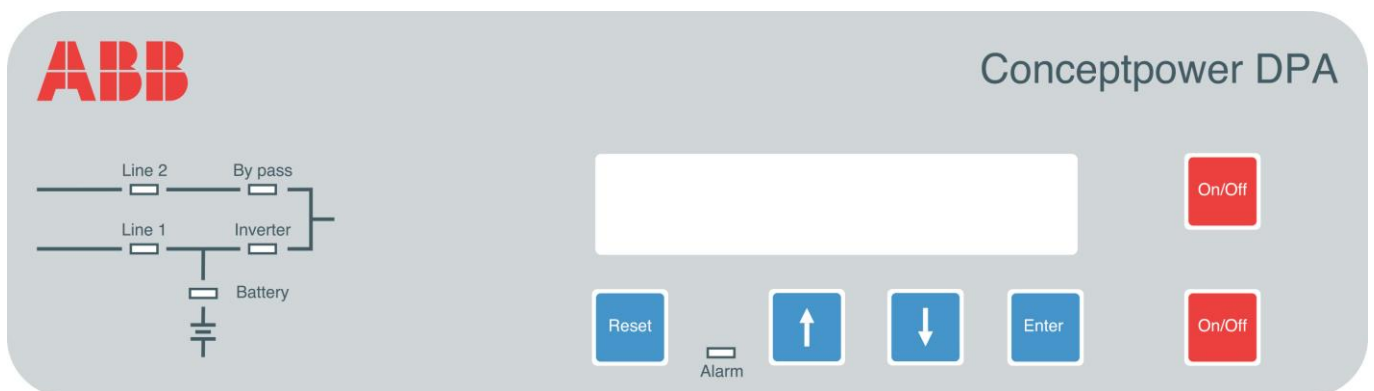 ABB
Conceptpower DPA
Line 2
By pass
Line 1
Inverter
Battery
On/Off
Reset
Alarm
Enter
On/Off